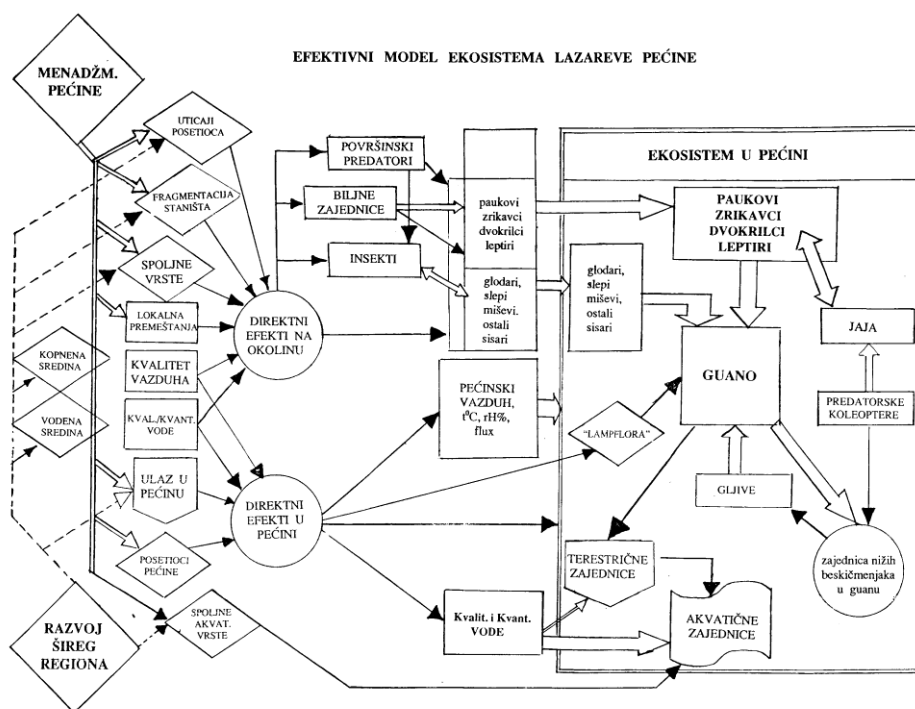 EFEKTIVNI MODEL EKOSISTEMA LAZAREVE PEĆINE
MENADŽM.
PEĆINE
UTICAJI
POSETIOCA
FRAGMENTACIJA
STANIŠTA
SPOLJNE
VRSTE
LOKALNA
PREMEŠTANJA
KOPNENA
SREDINA
KVALITET
VAZDUHA
VODENA
SREDINA
KVAL./KVANT.
VODE
ULAZ U
PEĆINU
POSETIOCI
PEĆINE
RAZVOJ
ŠIREG
REGIONA
SPOLJNE
AKVAT.
VRSTE
DIREKTNI
EFEKTI NA
OKOLINU
DIREKTNI
EFEKTI U
PEĆINI
POVRŠINSKI
PREDATORI
BILJNE
ZAJEDNICE
INSEKTI
paukovi
zrikavci
dvokrilci
leptiri
glodari,
slepi
miševi.
ostali
sisari
PEĆINSKI
VAZDUH,
t⁰C, rH%,
flux
Kvalit. i Kvant.
VODE
EKOSISTEM U PEĆINI
PAUKOVI
ZRIKAVCI
DVOKRILCI
LEPTIRI
glodari,
slepi
miševi,
ostali
sisari
GUANO
JAJA
PREDATORSKE
KOLEOPTERE
"LAMPFLORA"
GLJIVE
TERESTRIČNE
ZAJEDNICE
zajednica nižih
beskičmenjaka
u guanu
AKVATIČNE
ZAJEDNICE